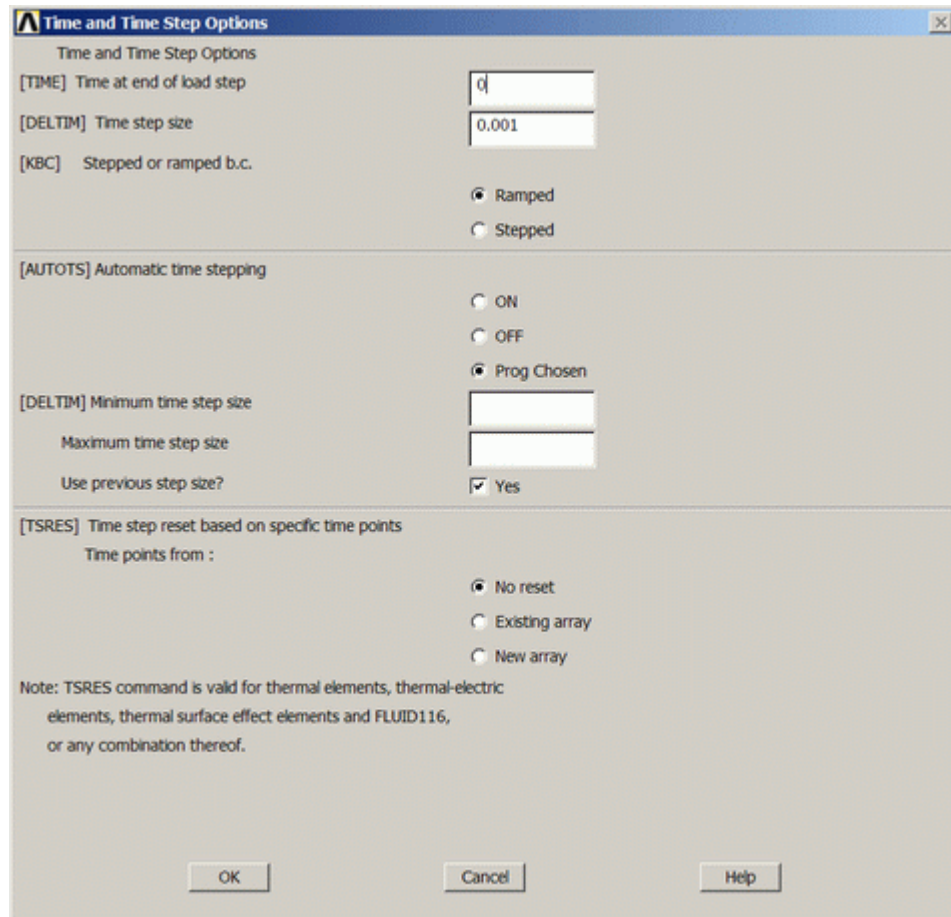 Time and Time Step Options
Time and Time Step Options
[TIME] Time at end of load step 0
[DELTIM] Time step size 0.001
[KBC] Stepped or ramped b.c.
Ramped
Stepped
[AUTOTS] Automatic time stepping
ON
OFF
Prog Chosen
[DELTIM] Minimum time step size
Maximum time step size
Use previous step size? Yes
[TSRES] Time step reset based on specific time points
Time points from :
No reset
Existing array
New array
Note: TSRES command is valid for thermal elements, thermal-electric
elements, thermal surface effect elements and FLUID116,
or any combination thereof.
OK Cancel Help